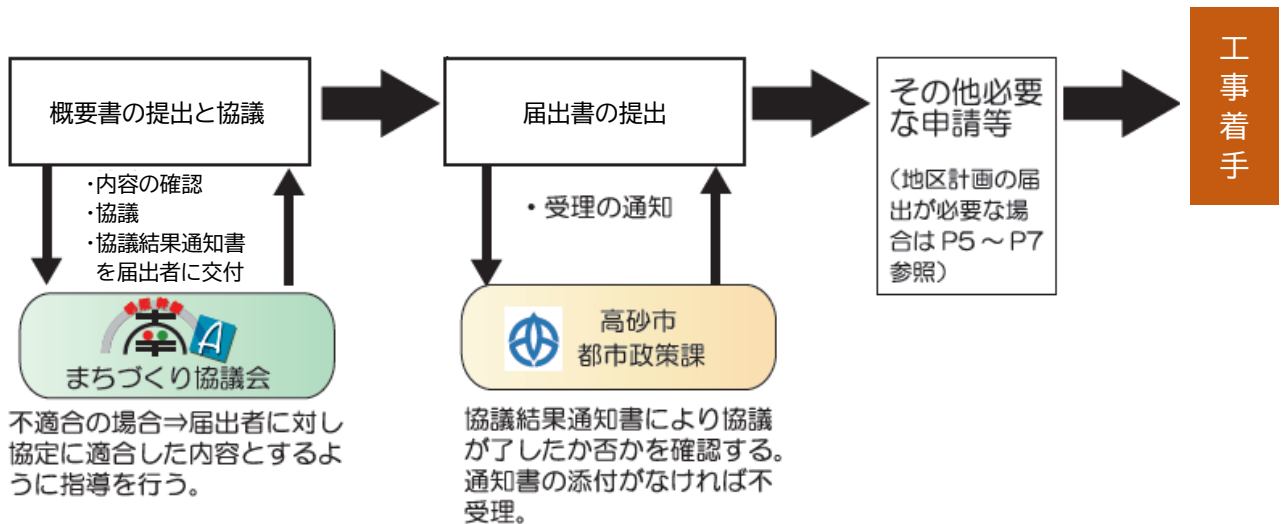 概要書の提出と協議
・内容の確認
・協議
・協議結果通知書
を届出者に交付
南
A
まちづくり協議会
不適合の場合⇒届出者に対し
協定に適合した内容とするよ
うに指導を行う。
届出書の提出
・受理の通知
高砂市
都市政策課
協議結果通知書により協議
が了したか否かを確認する。
通知書の添付がなければ不
受理。
その他必要
な申請等
（地区計画の届
出が必要な場
合は P5 ～ P7
参照）
工事着手